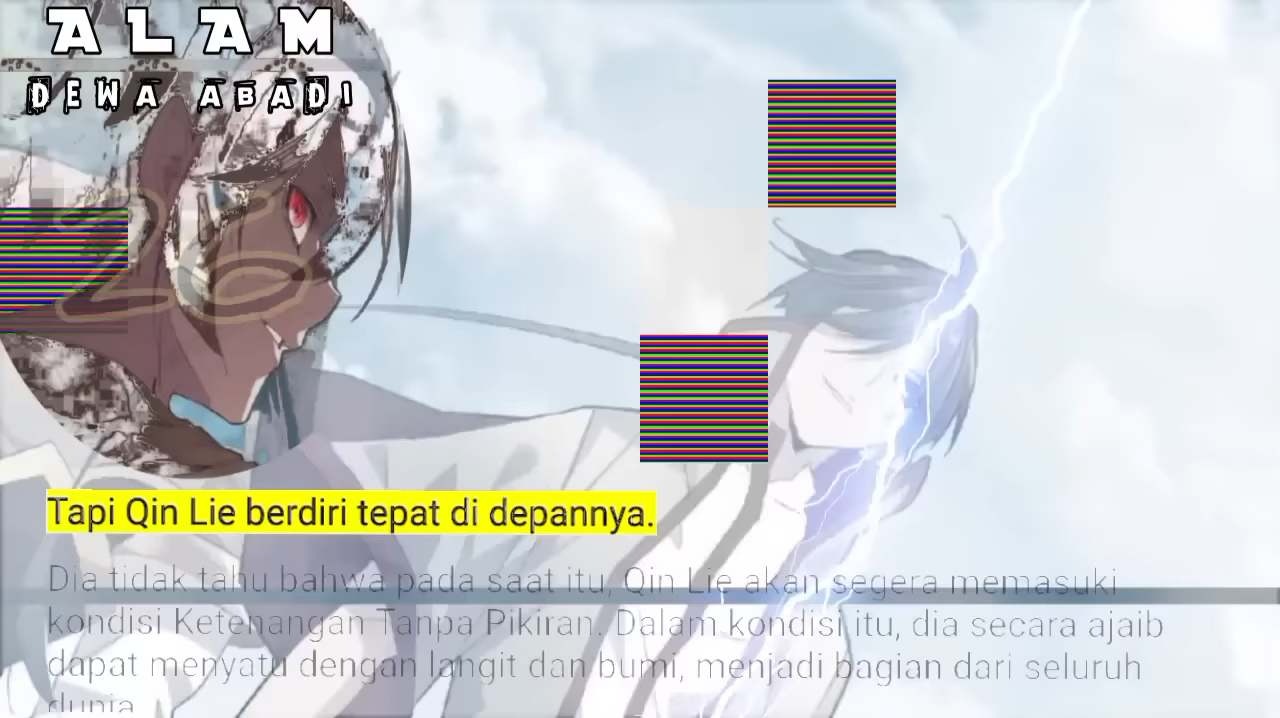 ALAM
DEWA ABADI
26
Tapi Qin Lie berdiri tepat di depannya.
Dia tidak tahu bahwa pada saat itu, Qin Lie akan segera memasuki
kondisi Ketenangan Tanpa Pikiran. Dalam kondisi itu, dia secara ajaib
dapat menyatu dengan langit dan bumi, menjadi bagian dari seluruh
dunia.